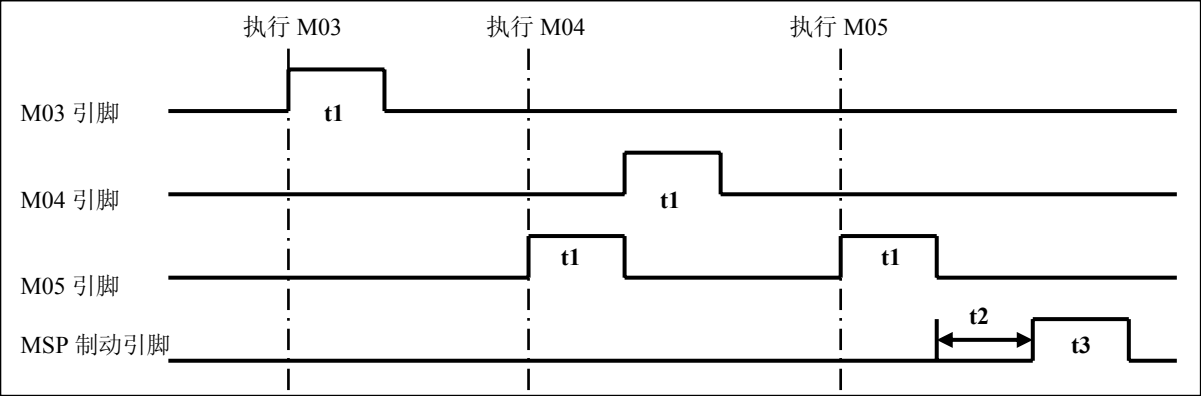 执行 M03 执行 M04 执行 M05
M03 引脚 t1
M04 引脚 t1
M05 引脚 t1 t1
t2
MSP 制动引脚 t3